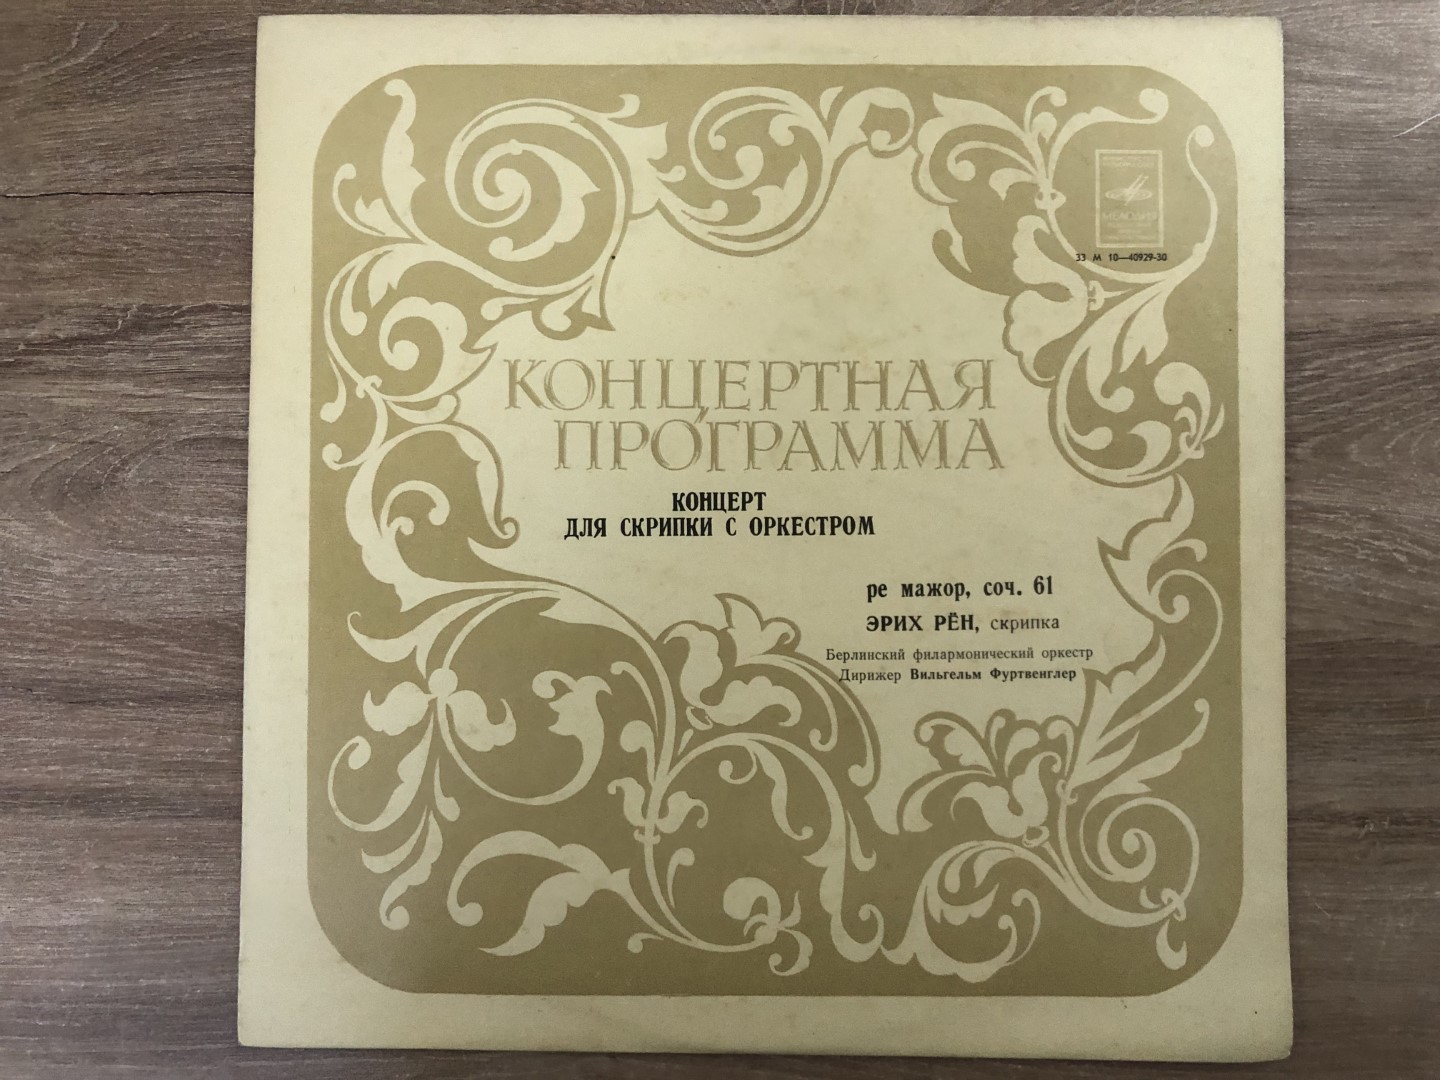 МЕЛОДИЯ
33 М 10—40929-30
КОНЦЕРТНАЯ
ПРОГРАММА
КОНЦЕРТ
ДЛЯ СКРИПКИ С ОРКЕСТРОМ
ре мажор, соч. 61
ЭРИХ РЁН, скрипка
Берлинский филармонический оркестр
Дирижер Вильгельм Фуртвенглер